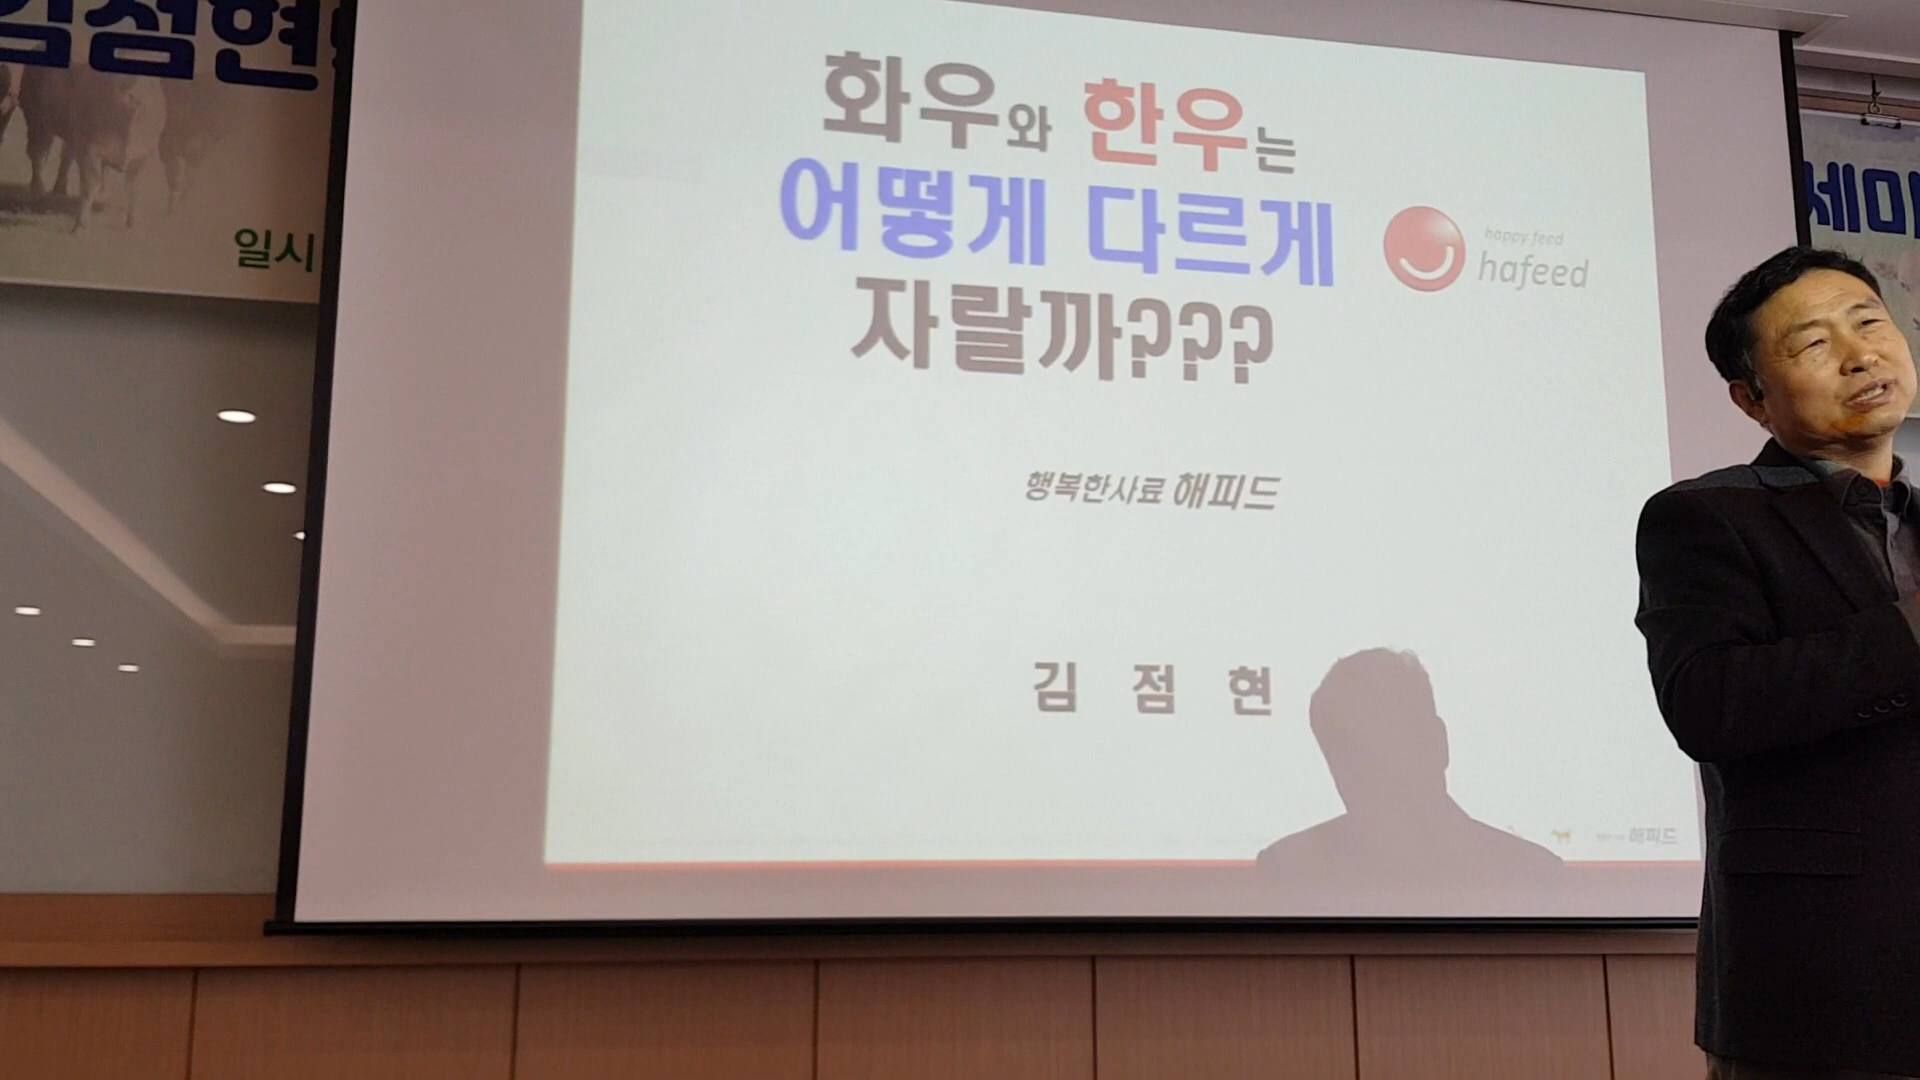 김점현
일시
화우와 한우는
어떻게 다르게
자랄까???
happy feed
hafeed
행복한사료 해피드
김 점 현
해피드
세미